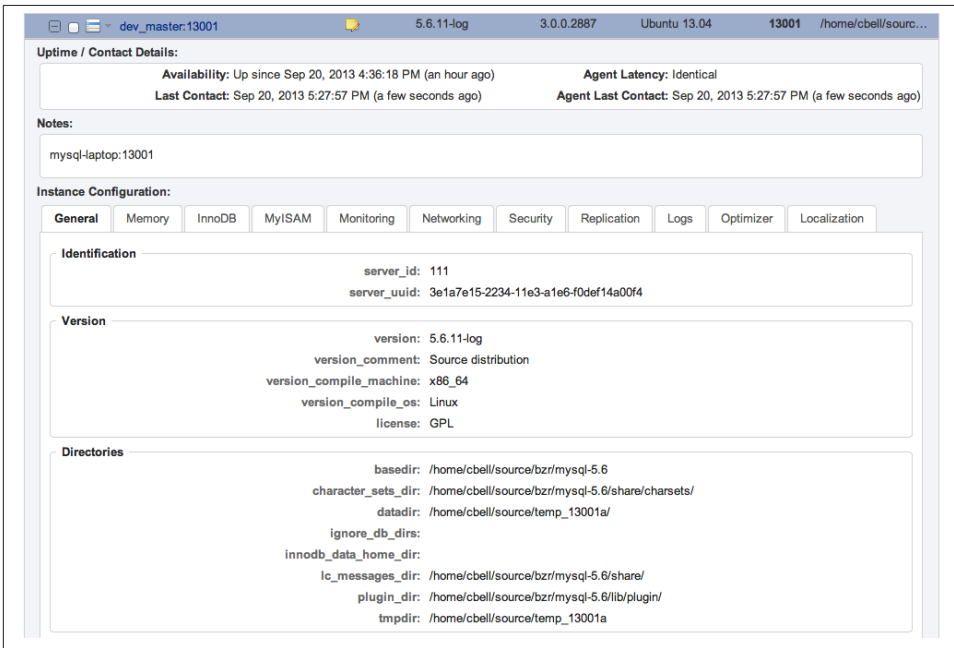 dev_master:13001 5.6.11-log 3.0.0.2887 Ubuntu 13.04 13001 /home/cbell/sourc...
Uptime / Contact Details:
Availability: Up since Sep 20, 2013 4:36:18 PM (an hour ago) Agent Latency: Identical
Last Contact: Sep 20, 2013 5:27:57 PM (a few seconds ago) Agent Last Contact: Sep 20, 2013 5:27:57 PM (a few seconds ago)
Notes:
mysql-laptop:13001
Instance Configuration:
General Memory InnoDB MyISAM Monitoring Networking Security Replication Logs Optimizer Localization
Identification
server_id: 111
server_uuid: 3e1a7e15-2234-11e3-a1e6-f0def14a00f4
Version
version: 5.6.11-log
version_comment: Source distribution
version_compile_machine: x86_64
version_compile_os: Linux
license: GPL
Directories
basedir: /home/cbell/source/bzr/mysql-5.6
character_sets_dir: /home/cbell/source/bzr/mysql-5.6/share/charsets/
datadir: /home/cbell/source/temp_13001a/
ignore_db_dirs:
innodb_data_home_dir:
lc_messages_dir: /home/cbell/source/bzr/mysql-5.6/share/
plugin_dir: /home/cbell/source/bzr/mysql-5.6/lib/plugin/
tmpdir: /home/cbell/source/temp_13001a